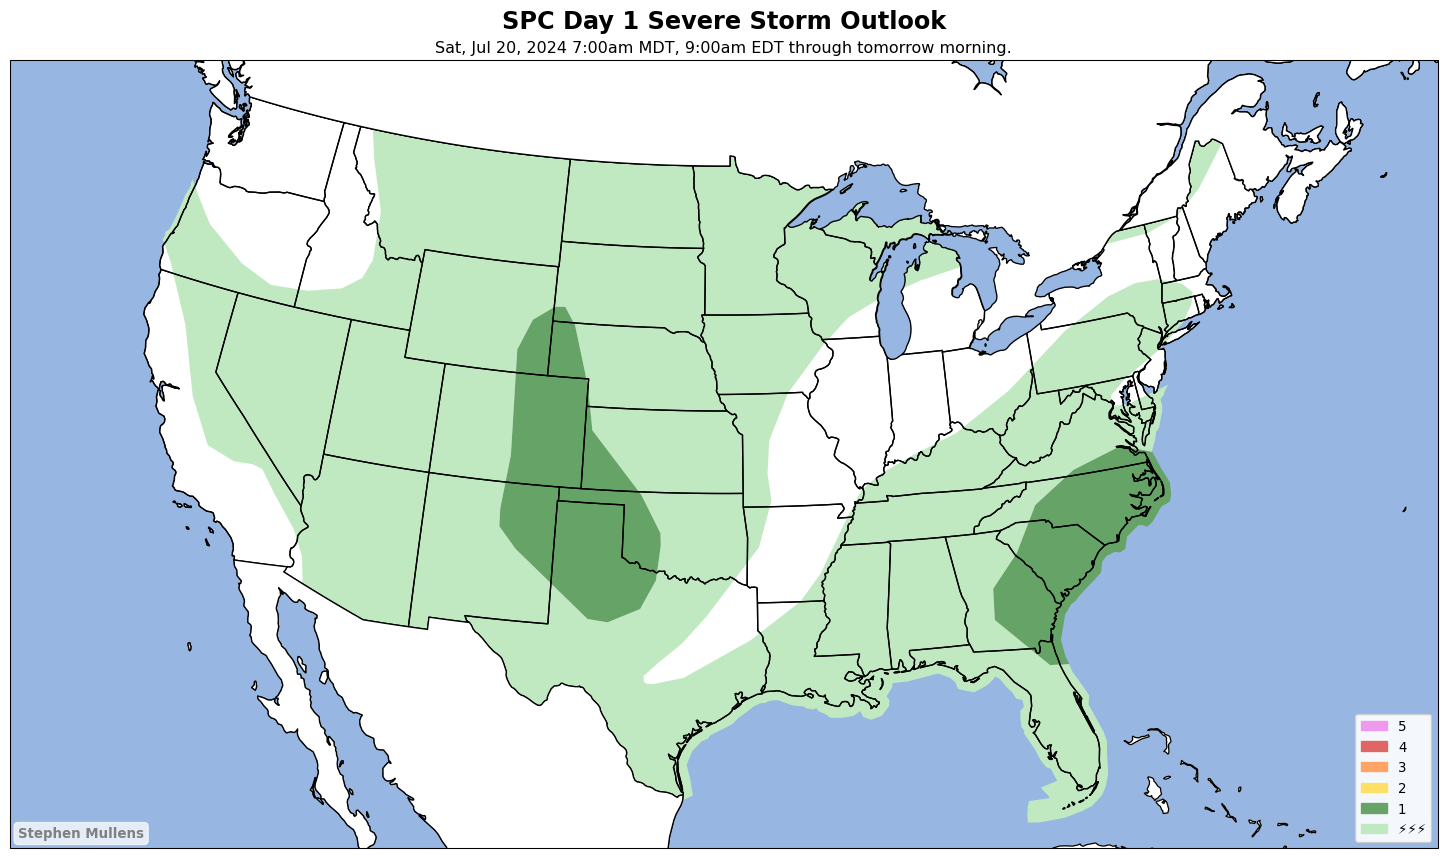 SPC Day 1 Severe Storm Outlook
Sat, Jul 20, 2024 7:00am MDT, 9:00am EDT through tomorrow morning.
5
4
3
2
1
⚡⚡⚡
Stephen Mullens